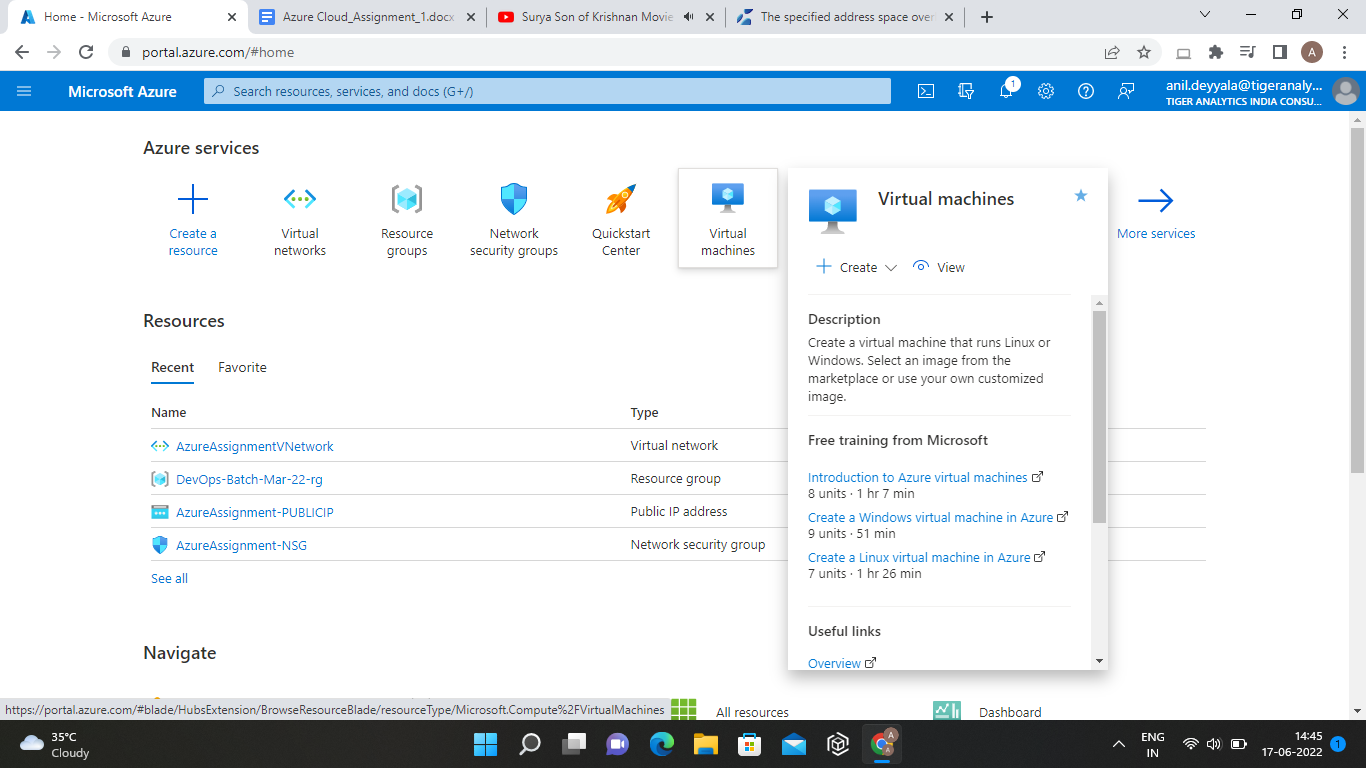 Home - Microsoft Azure
Azure Cloud_Assignment_1.docx
Surya Son of Krishnan Movie
The specified address space over
portal.azure.com/#home
A
Microsoft Azure
Search resources, services, and docs (G+/)
1
anil.deyyala@tigeranaly...
TIGER ANALYTICS INDIA CONSU...
Azure services
Create a
resource
Virtual
networks
Resource
groups
Network
security groups
Quickstart
Center
Virtual
machines
More services
Virtual machines
Create
View
Description
Create a virtual machine that runs Linux or
Windows. Select an image from the
marketplace or use your own customized
image.
Free training from Microsoft
Introduction to Azure virtual machines
8 units · 1 hr 7 min
Create a Windows virtual machine in Azure
9 units · 51 min
Create a Linux virtual machine in Azure
7 units · 1 hr 26 min
Useful links
Overview
Resources
Recent
Favorite
Name
Type
AzureAssignmentVNetwork
Virtual network
DevOps-Batch-Mar-22-rg
Resource group
AzureAssignment-PUBLICIP
Public IP address
AzureAssignment-NSG
Network security group
See all
Navigate
https://portal.azure.com/#blade/HubsExtension/BrowseResourceBlade/resourceType/Microsoft.Compute%2FVirtualMachines
All resources
Dashboard
35°C
Cloudy
A
ENG
IN
14:45
17-06-2022
1